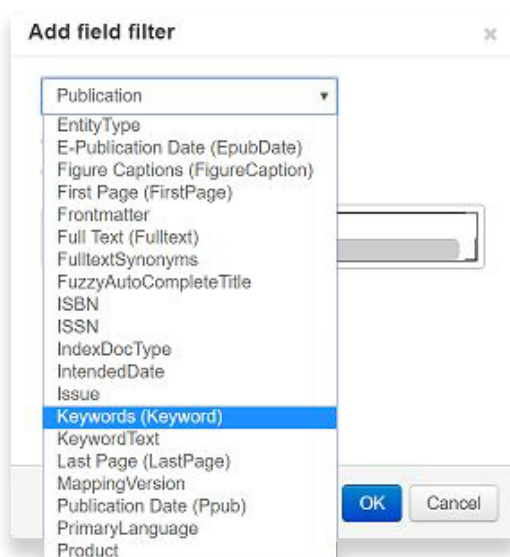 Add field filter
×
Publication
EntityType
E-Publication Date (EpubDate)
Figure Captions (FigureCaption)
First Page (FirstPage)
Frontmatter
Full Text (Fulltext)
FulltextSynonyms
FuzzyAutoCompleteTitle
ISBN
ISSN
IndexDocType
IntendedDate
Issue
Keywords (Keyword)
KeywordText
Last Page (LastPage)
MappingVersion
Publication Date (Ppub)
PrimaryLanguage
Product
OK
Cancel